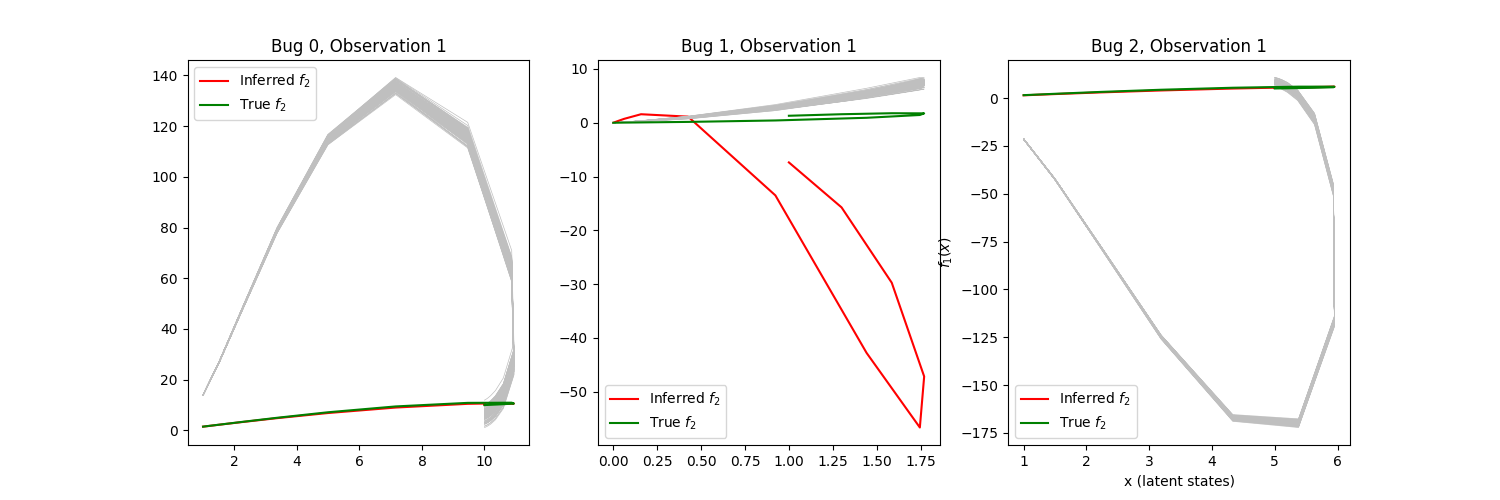 Bug 0, Observation 1
Inferred f₂
True f₂
140
120
100
80
60
40
20
0
2 4 6 8 10
Bug 1, Observation 1
10
0
−10
−20
−30
−40
−50
Inferred f₂
True f₂
0.00 0.25 0.50 0.75 1.00 1.25 1.50 1.75
Bug 2, Observation 1
f₁(x)
0
−25
−50
−75
−100
−125
−150
−175
Inferred f₂
True f₂
1 2 3 4 5 6
x (latent states)